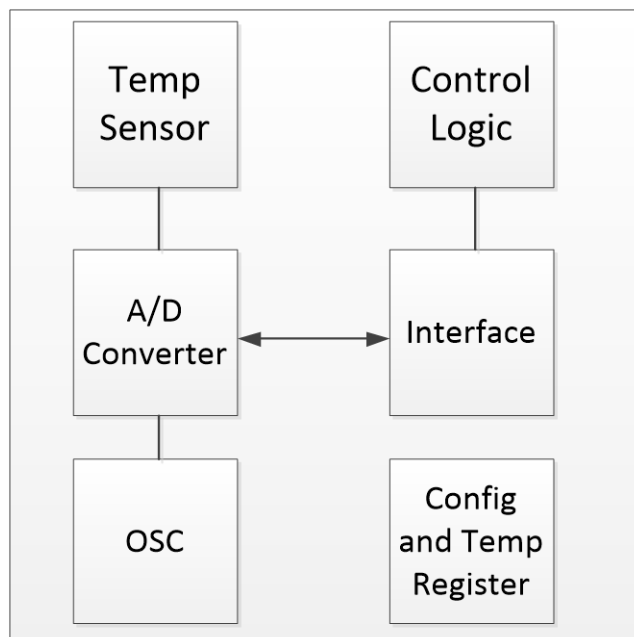 Temp
Sensor
Control
Logic
A/D
Converter
Interface
OSC
Config
and Temp
Register